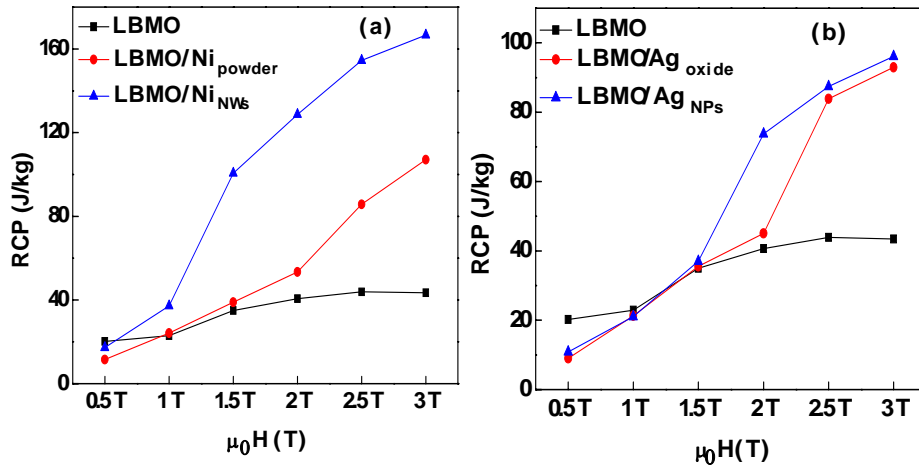 (a)
LBMO
LBMO/Ni powder
LBMO/Ni NWs
RCP (J/kg)
160
120
80
40
0
0.5T 1T 1.5T 2T 2.5T 3T
μ0H (T)
(b)
LBMO
LBMO/Ag oxide
LBMO/Ag NPs
RCP (J/kg)
100
80
60
40
20
0
0.5T 1T 1.5T 2T 2.5T 3T
μ0H(T)